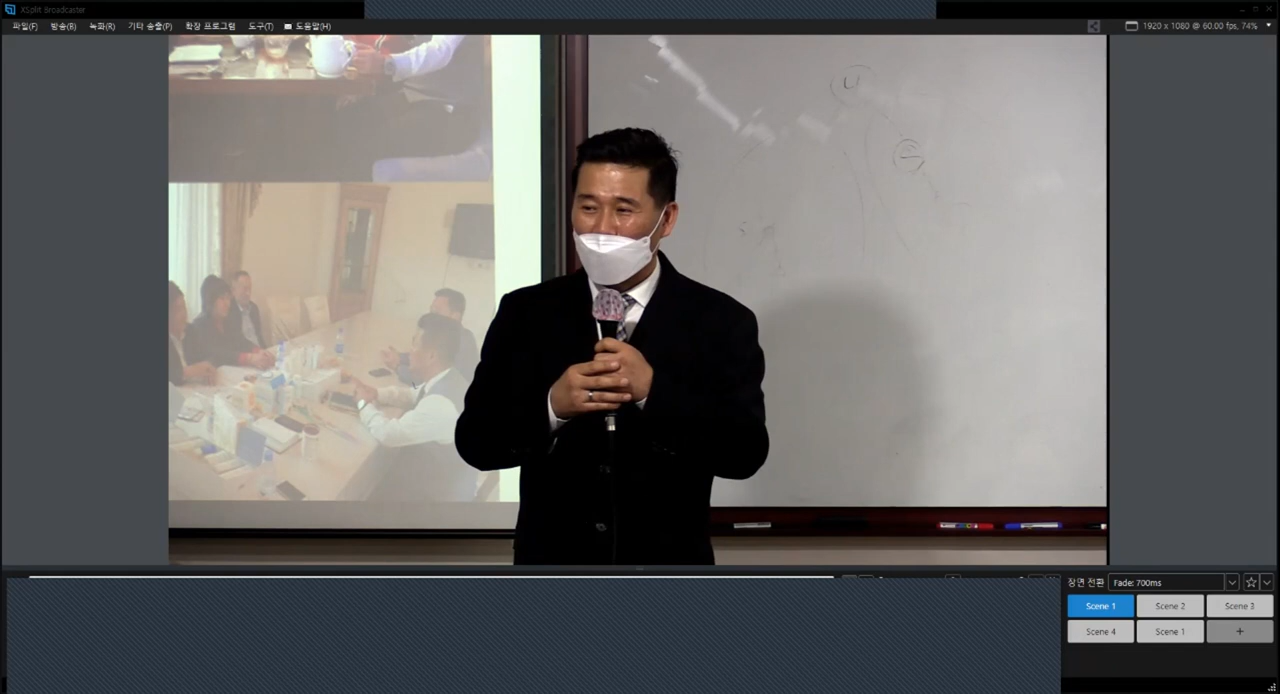 XSplit Broadcaster
파일(F) 방송(B) 녹화(R) 기타 송출(P) 확장 프로그램 도구(T) 도움말(H)
1920 x 1080 @ 60.00 fps, 74%
장면 전환 Fade: 700ms
Scene 1 Scene 2 Scene 3
Scene 4 Scene 1 +